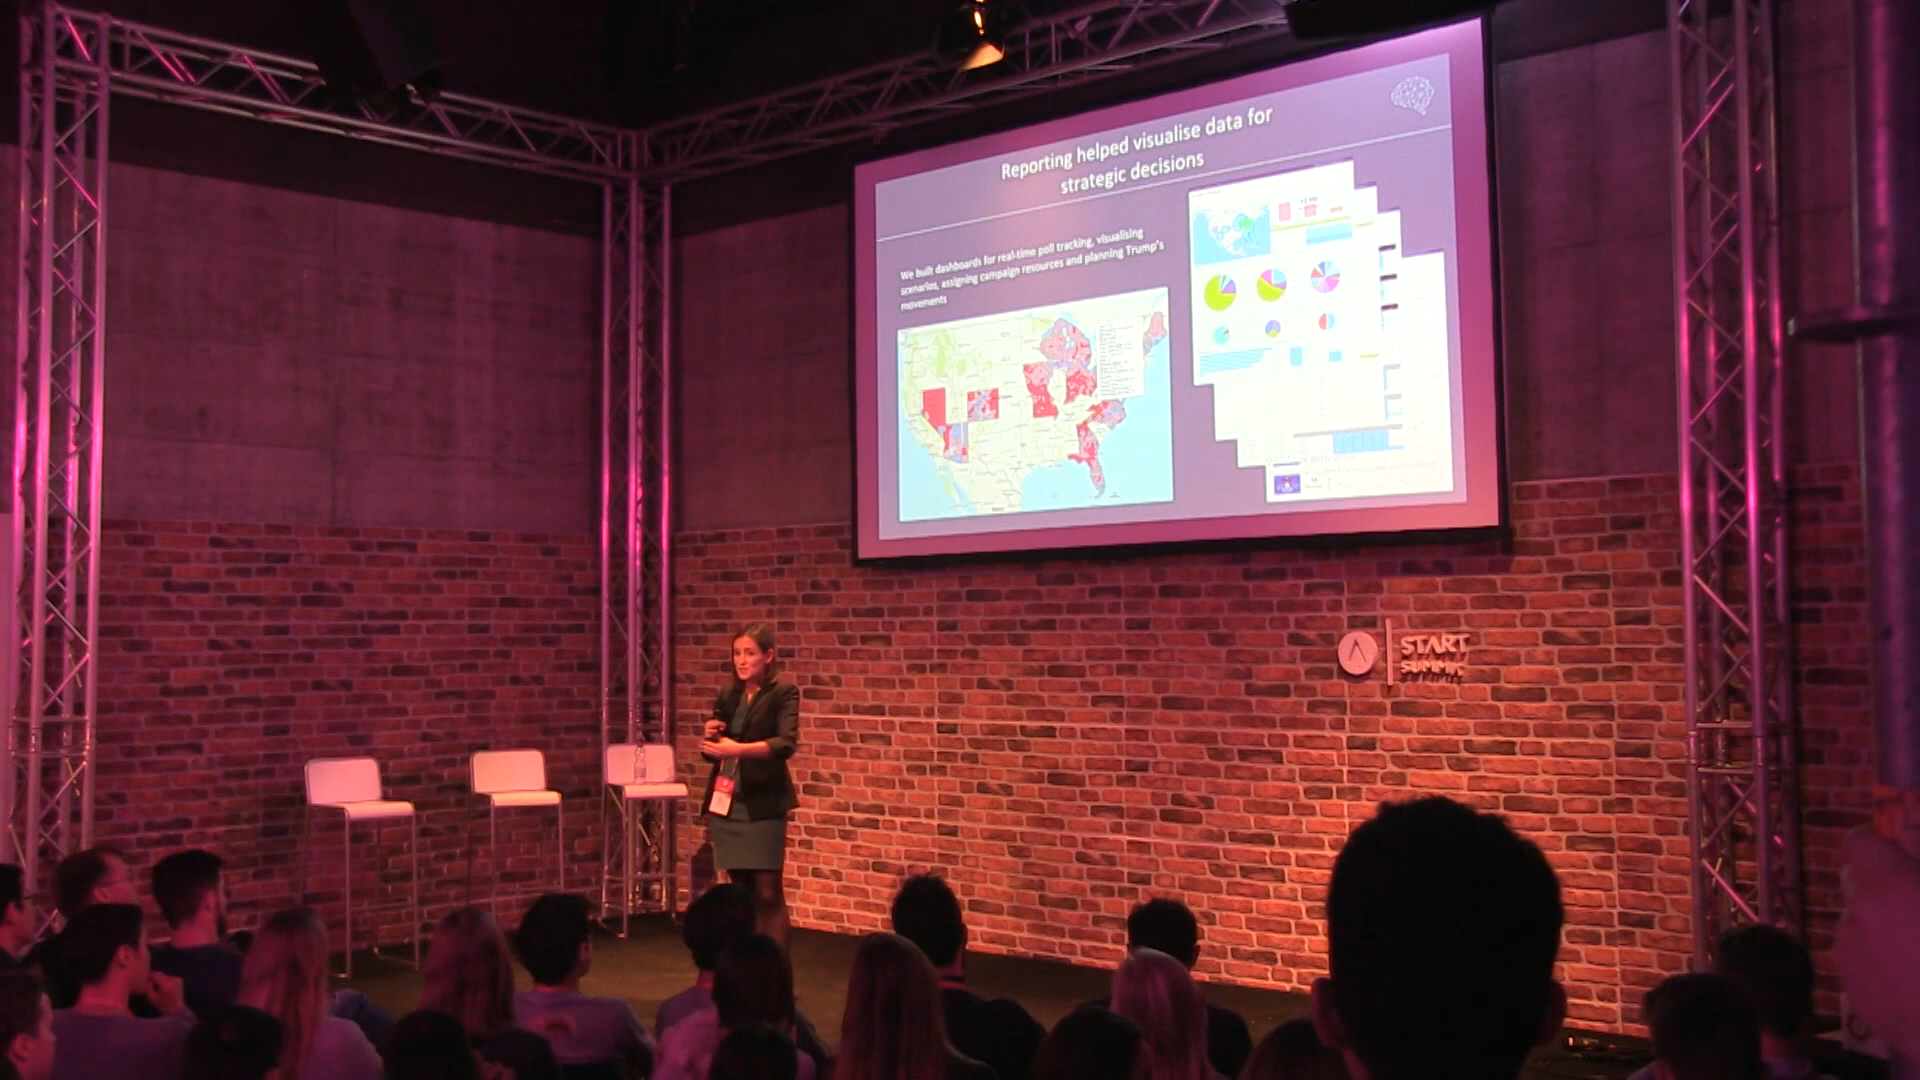 Reporting helped visualise data for
strategic decisions
We built dashboards for real-time poll tracking, visualising
scenarios, assigning campaign resources and planning Trump's
movements
START
SUMMIT